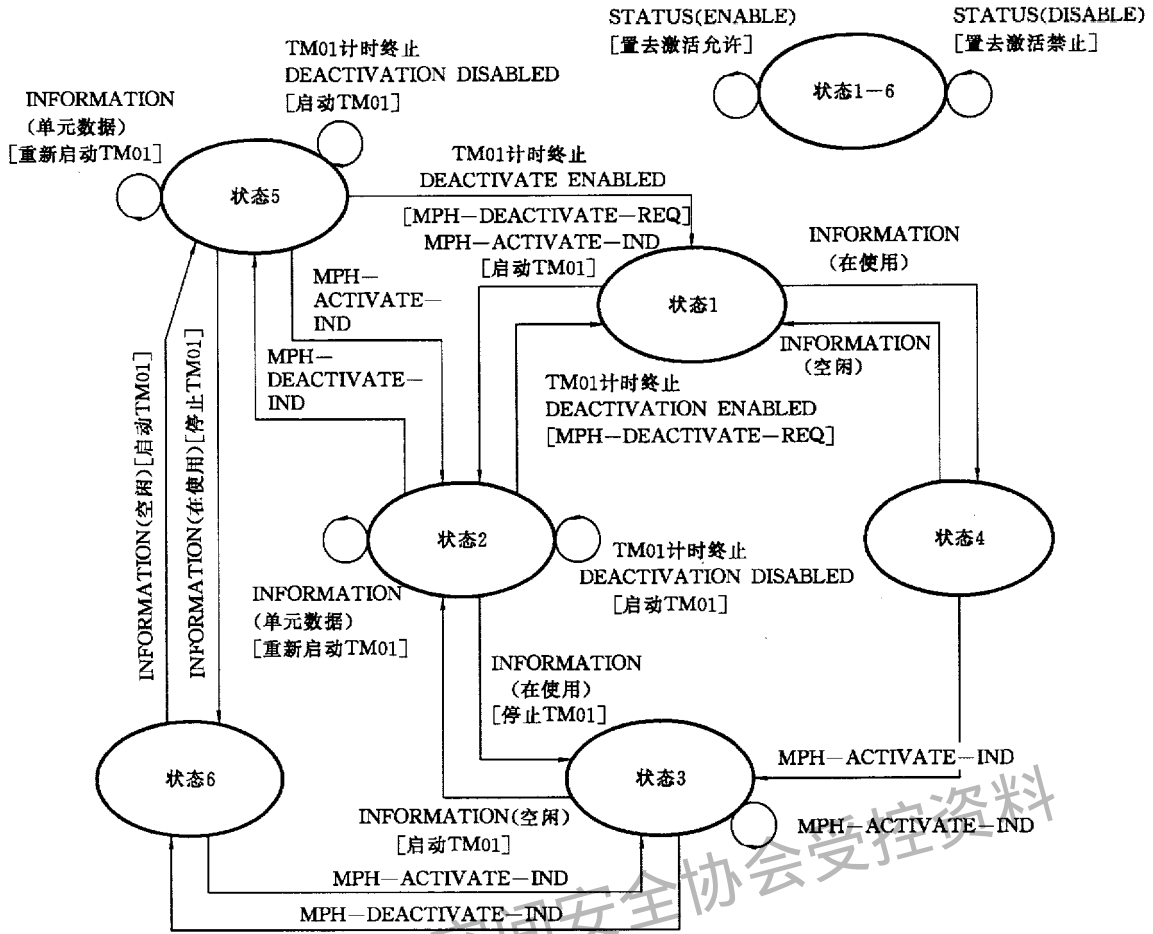 STATUS(ENABLE)
[置去激活允许]
STATUS(DISABLE)
[置去激活禁止]
状态1—6
TM01计时终止
DEACTIVATION DISABLED
[启动TM01]
INFORMATION
(单元数据)
[重新启动TM01]
状态5
TM01计时终止
DEACTIVATE ENABLED
[MPH—DEACTIVATE—REQ]
MPH—ACTIVATE—IND
[启动TM01]
INFORMATION
(在使用)
状态1
MPH—
ACTIVATE—
IND
MPH—
DEACTIVATE—
IND
INFORMATION
(空闲)
TM01计时终止
DEACTIVATION ENABLED
[MPH—DEACTIVATE—REQ]
INFORMATION(空闲)[启动TM01]
INFORMATION(在使用)[停止TM01]
状态2
状态4
TM01计时终止
DEACTIVATION DISABLED
[启动TM01]
INFORMATION
(单元数据)
[重新启动TM01]
INFORMATION
(在使用)
[停止TM01]
状态6
状态3
MPH—ACTIVATE—IND
MPH—ACTIVATE—IND
INFORMATION(空闲)
[启动TM01]
MPH—ACTIVATE—IND
MPH—DEACTIVATE—IND
间安全协会受控资料